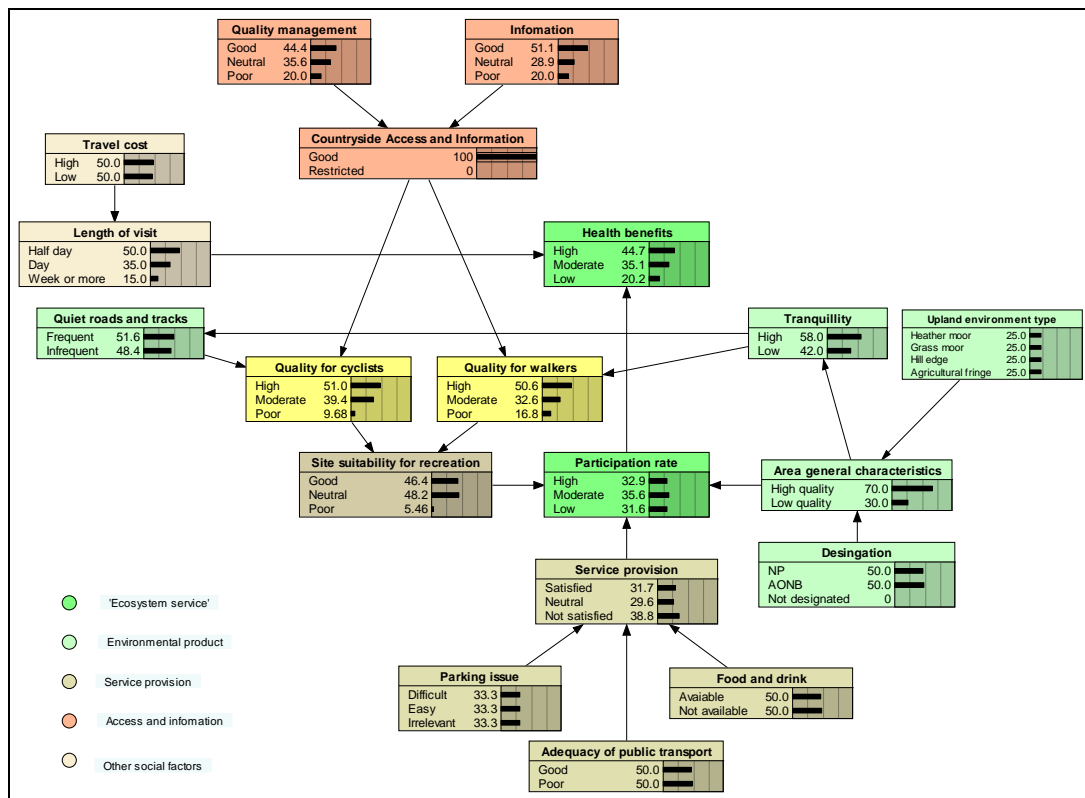 Quality management
Good 44.4
Neutral 35.6
Poor 20.0
Infomation
Good 51.1
Neutral 28.9
Poor 20.0
Countryside Access and Information
Good 100
Restricted 0
Travel cost
High 50.0
Low 50.0
Length of visit
Half day 50.0
Day 35.0
Week or more 15.0
Health benefits
High 44.7
Moderate 35.1
Low 20.2
Quiet roads and tracks
Frequent 51.6
Infrequent 48.4
Tranquillity
High 58.0
Low 42.0
Upland environment type
Heather moor 25.0
Grass moor 25.0
Hill edge 25.0
Agricultural fringe 25.0
Quality for cyclists
High 51.0
Moderate 39.4
Poor 9.68
Quality for walkers
High 50.6
Moderate 32.6
Poor 16.8
Site suitability for recreation
Good 46.4
Neutral 48.2
Poor 5.46
Participation rate
High 32.9
Moderate 35.6
Low 31.6
Area general characteristics
High quality 70.0
Low quality 30.0
Desingation
NP 50.0
AONB 50.0
Not designated 0
Service provision
Satisfied 31.7
Neutral 29.6
Not satisfied 38.8
Parking issue
Difficult 33.3
Easy 33.3
Irrelevant 33.3
Food and drink
Avaiable 50.0
Not available 50.0
Adequacy of public transport
Good 50.0
Poor 50.0
'Ecosystem service'
Environmental product
Service provision
Access and infomation
Other social factors